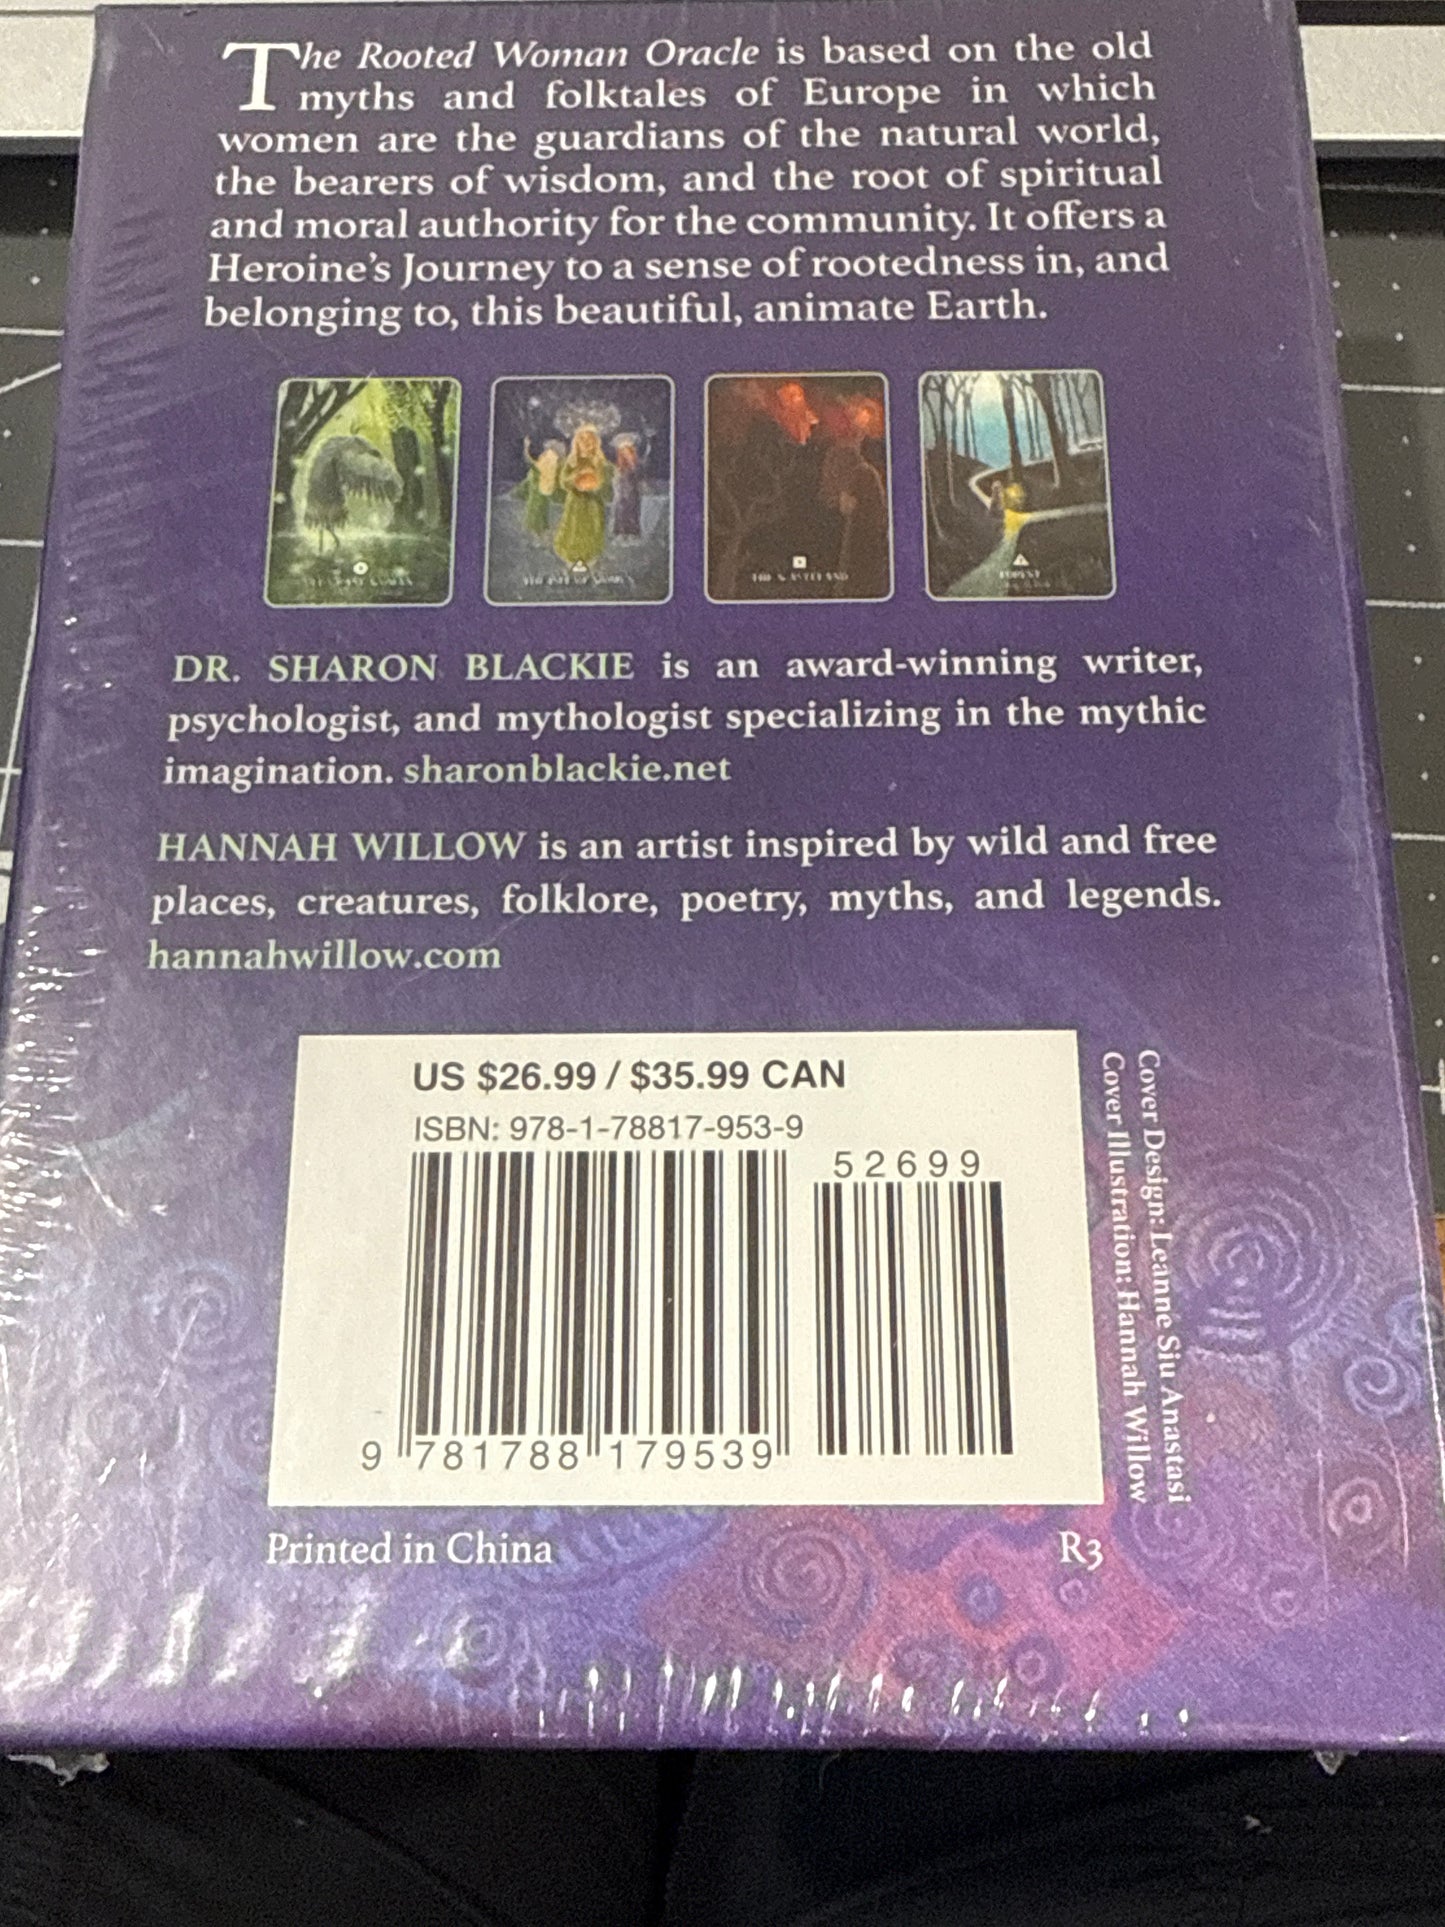 The Rooted Woman Oracle is based on the old
myths and folktales of Europe in which
women are the guardians of the natural world,
the bearers of wisdom, and the root of spiritual
and moral authority for the community. It offers a
Heroine's Journey to a sense of rootedness in, and
belonging to, this beautiful, animate Earth.
THE WASTELAND
FOREST
DR. SHARON BLACKIE is an award-winning writer,
psychologist, and mythologist specializing in the mythic
imagination. sharonblackie.net
HANNAH WILLOW is an artist inspired by wild and free
places, creatures, folklore, poetry, myths, and legends.
hannahwillow.com
US $26.99 / $35.99 CAN
ISBN: 978-1-78817-953-9
52699
9 781788 179539
Cover Design: Leanne Siu Anastasi
Cover Illustration: Hannah Willow
Printed in China
R3